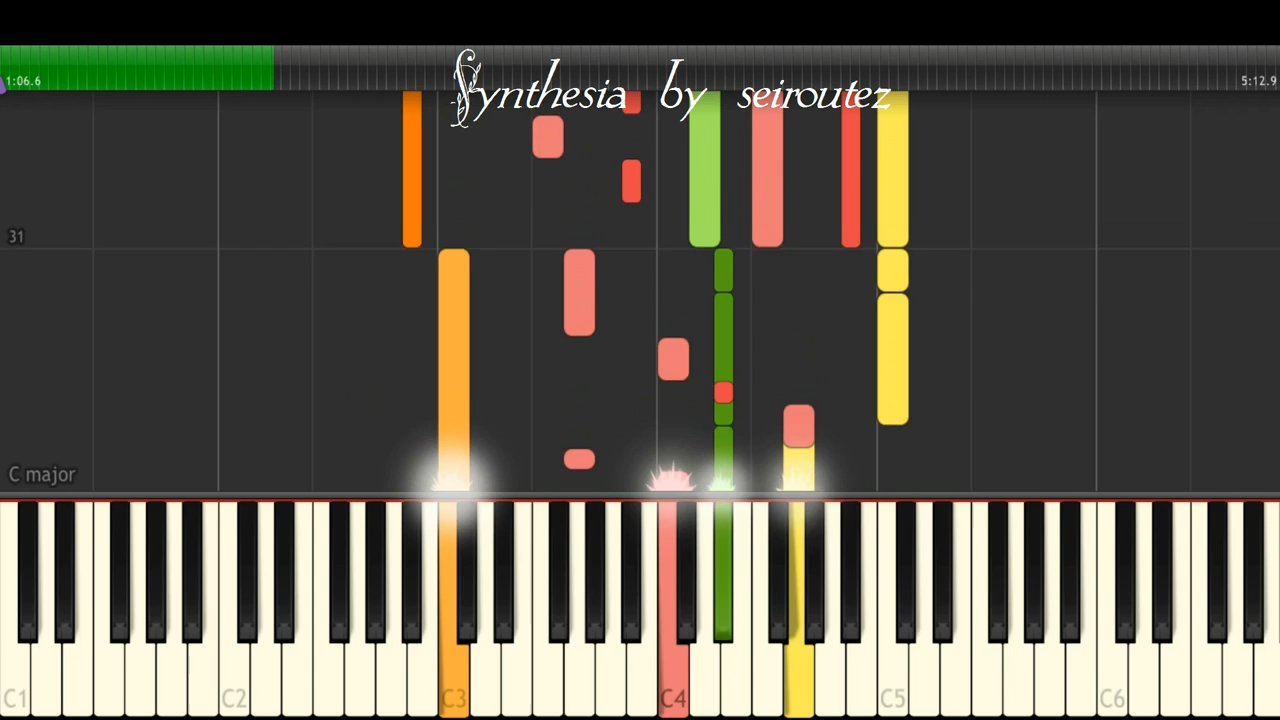 Synthesia by seiroutez
1:06.6 5:12.9
31
C major
C1 C2 C3 C4 C5 C6